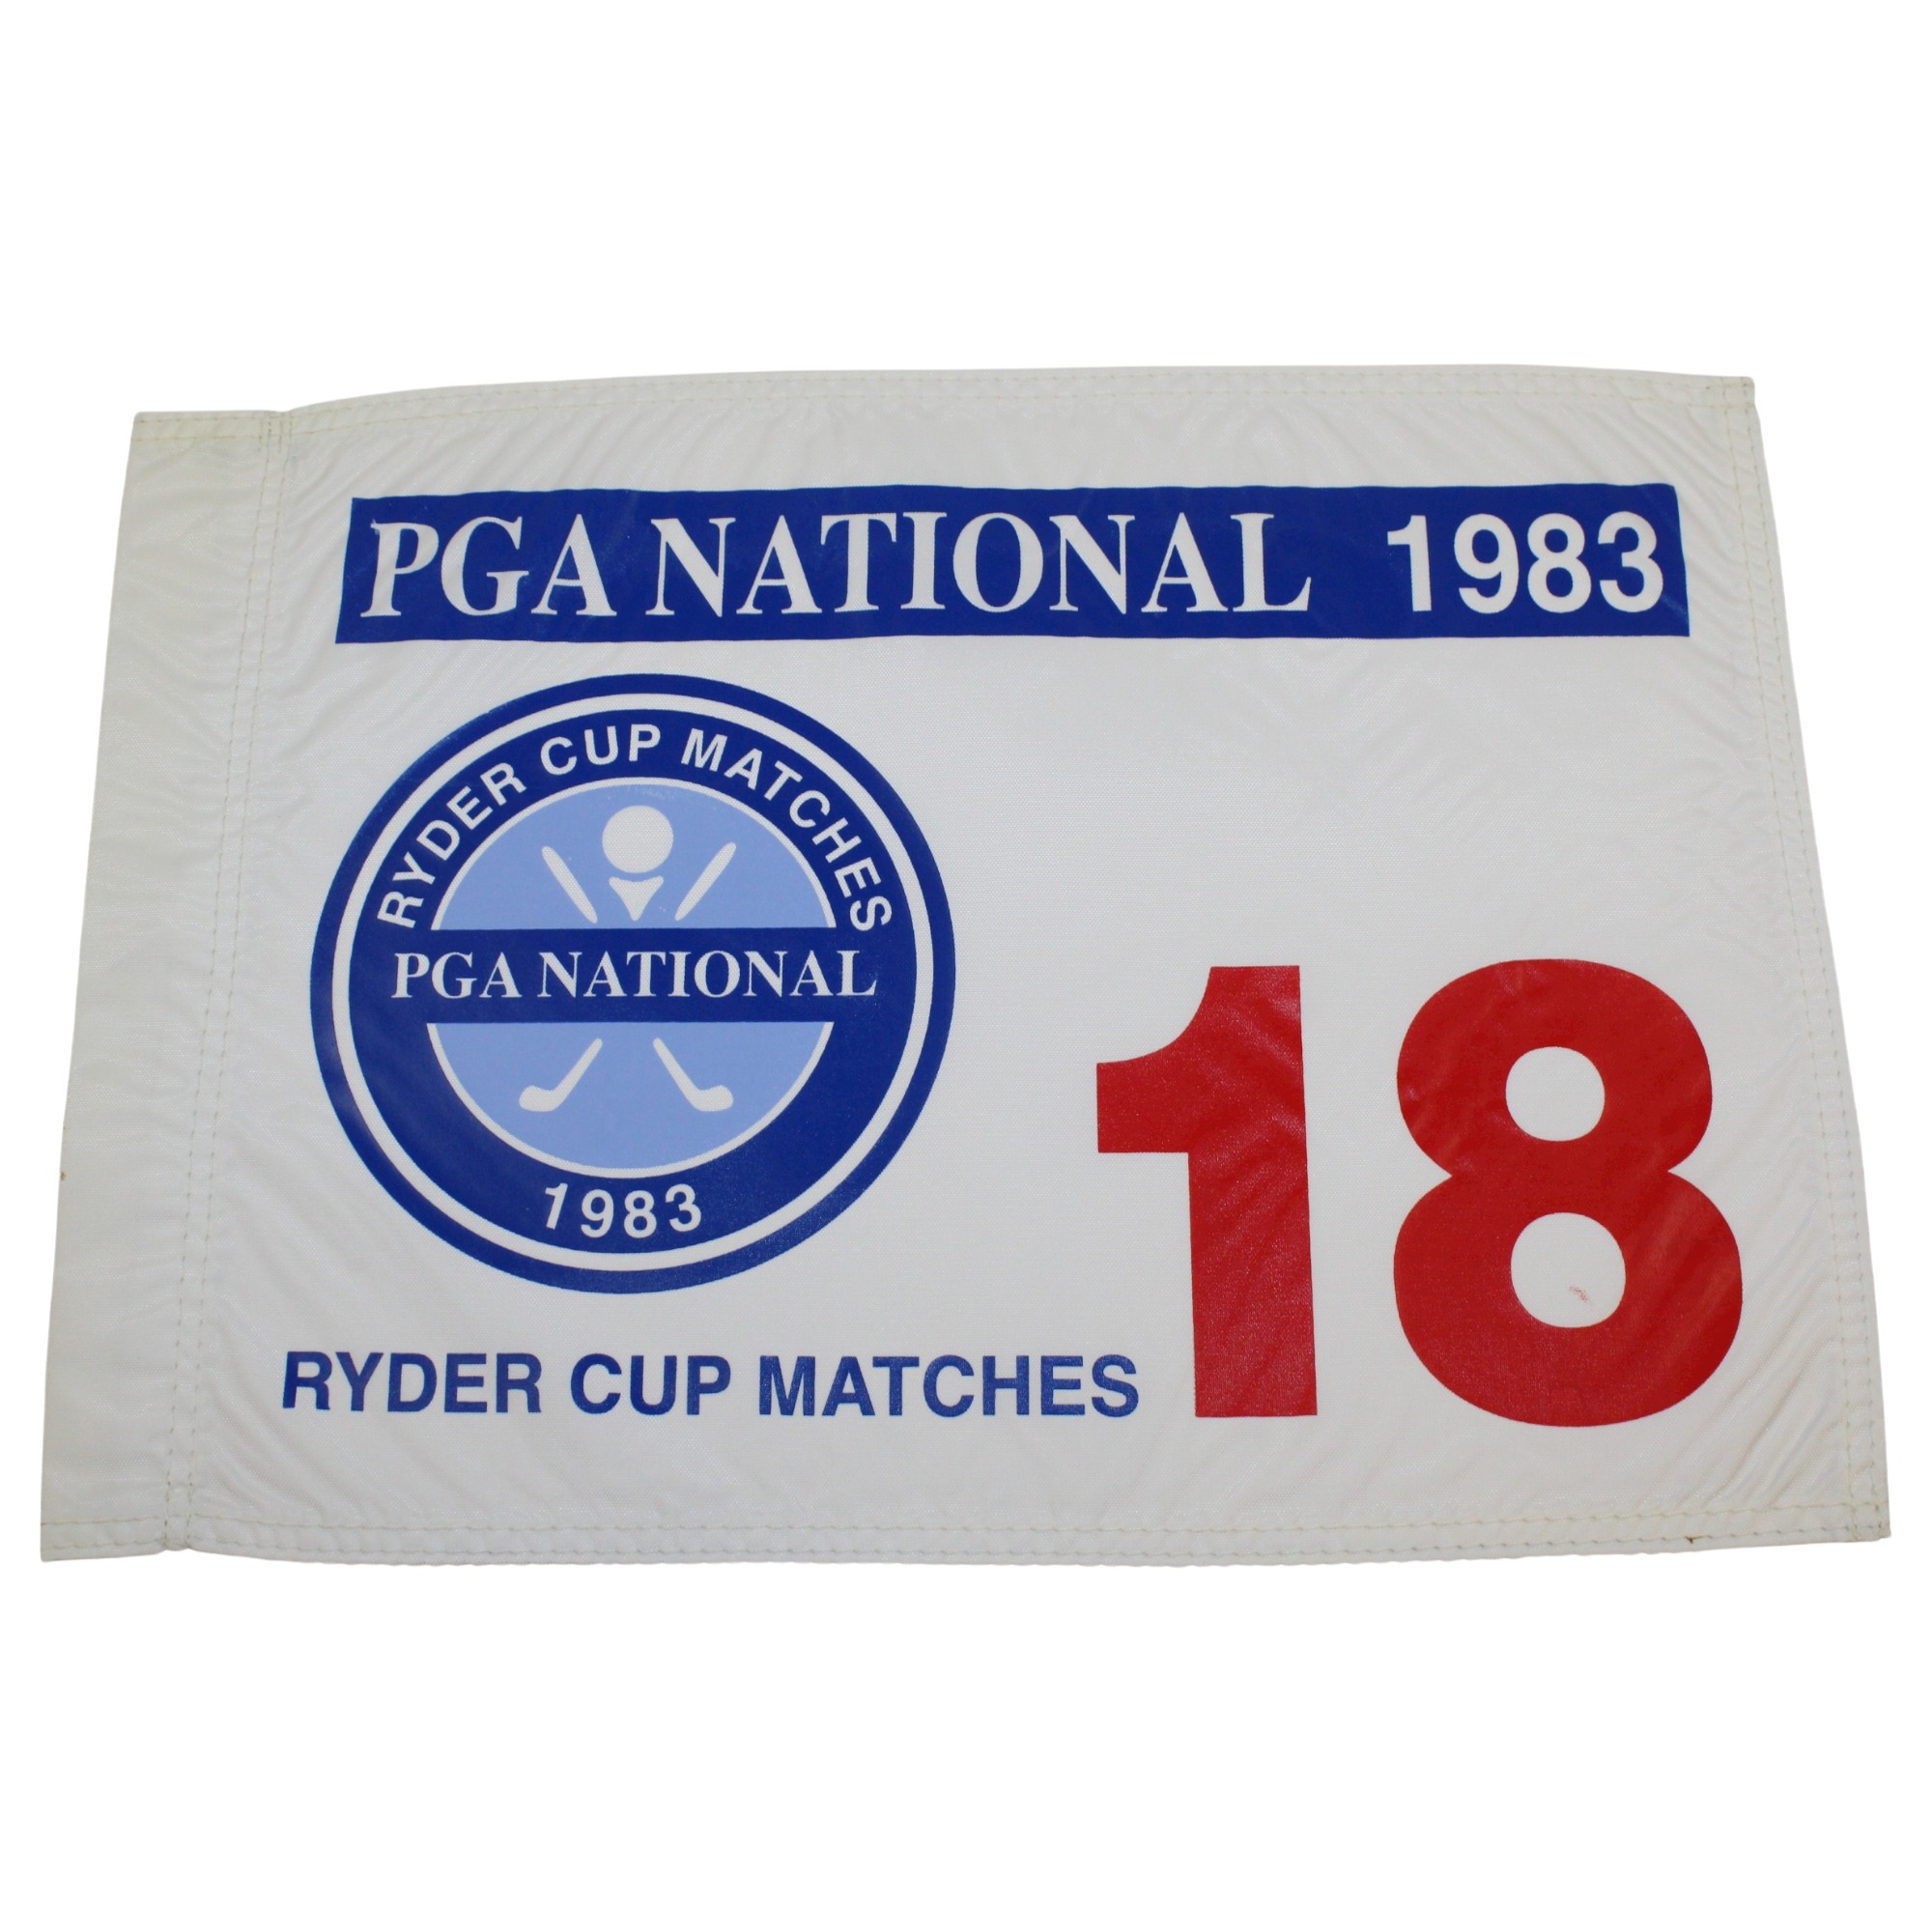 PGA NATIONAL 1983
RYDER CUP MATCHES
PGA NATIONAL
1983
18
RYDER CUP MATCHES